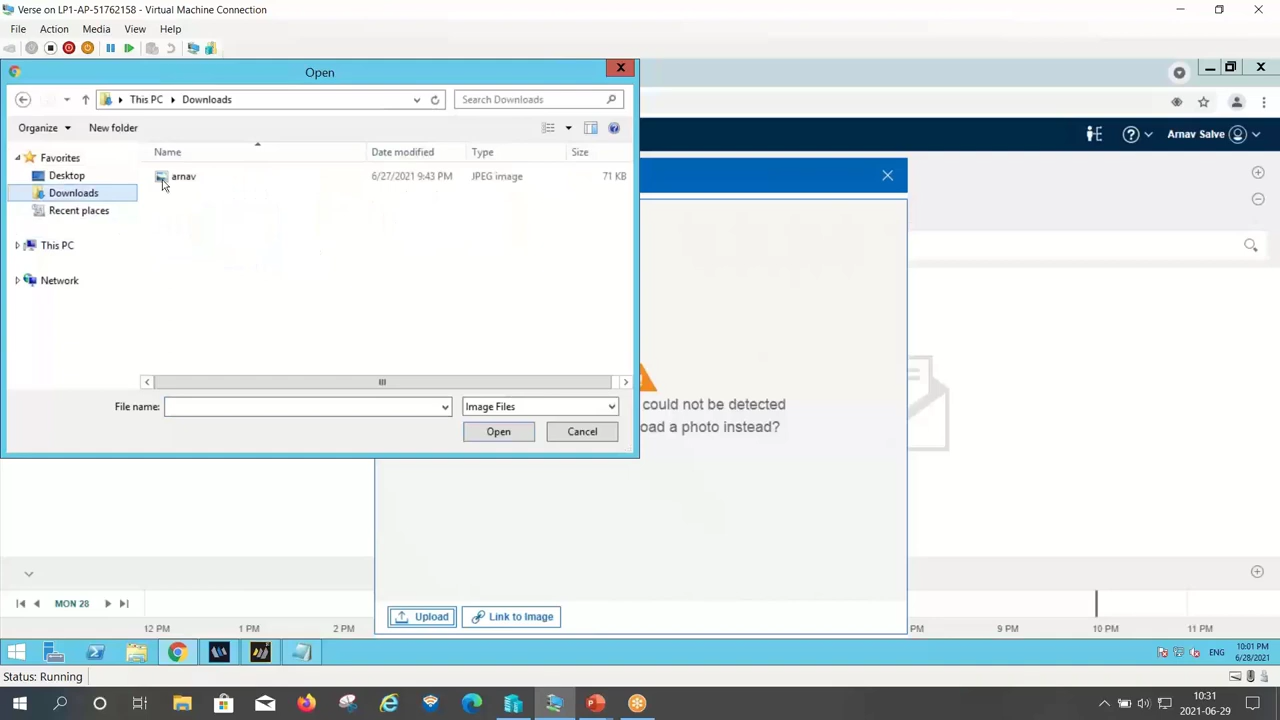 Verse on LP1-AP-51762158 - Virtual Machine Connection
File Action Media View Help
Open
This PC Downloads
Search Downloads
Organize New folder
Arnav Salve
Name Date modified Type Size
Favorites
arnav 6/27/2021 9:43 PM JPEG image 71 KB
Desktop
Downloads
Recent places
This PC
Network
could not be detected
File name: Image Files
oad a photo instead?
Open Cancel
MON 28
Upload Link to Image
12 PM 1 PM 2 PM PM 9 PM 10 PM 11 PM
ENG
10:01 PM
6/28/2021
Status: Running
10:31
2021-06-29